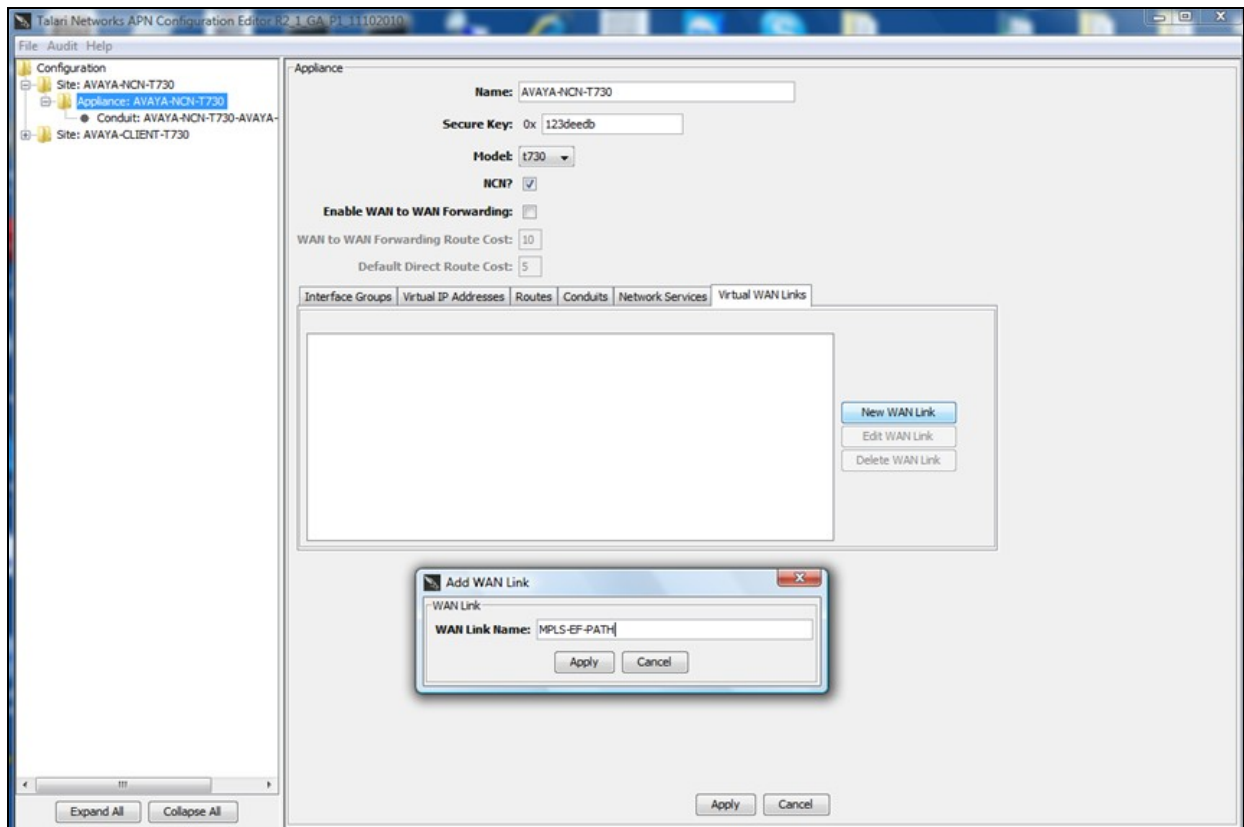 Talari Networks APN Configuration Editor R2_1_GA_P1_11102010
File Audit Help
Configuration
Site: AVAYA-NCN-T730
Appliance: AVAYA-NCN-T730
Conduit: AVAYA-NCN-T730-AVAYA-
Site: AVAYA-CLIENT-T730
Appliance
Name: AVAYA-NCN-T730
Secure Key: 0x 123deedb
Model: t730
NCN?
Enable WAN to WAN Forwarding:
WAN to WAN Forwarding Route Cost: 10
Default Direct Route Cost: 5
Interface Groups Virtual IP Addresses Routes Conduits Network Services Virtual WAN Links
New WAN Link
Edit WAN Link
Delete WAN Link
Add WAN Link
WAN Link
WAN Link Name: MPLS-EF-PATH
Apply Cancel
Apply Cancel
Expand All Collapse All